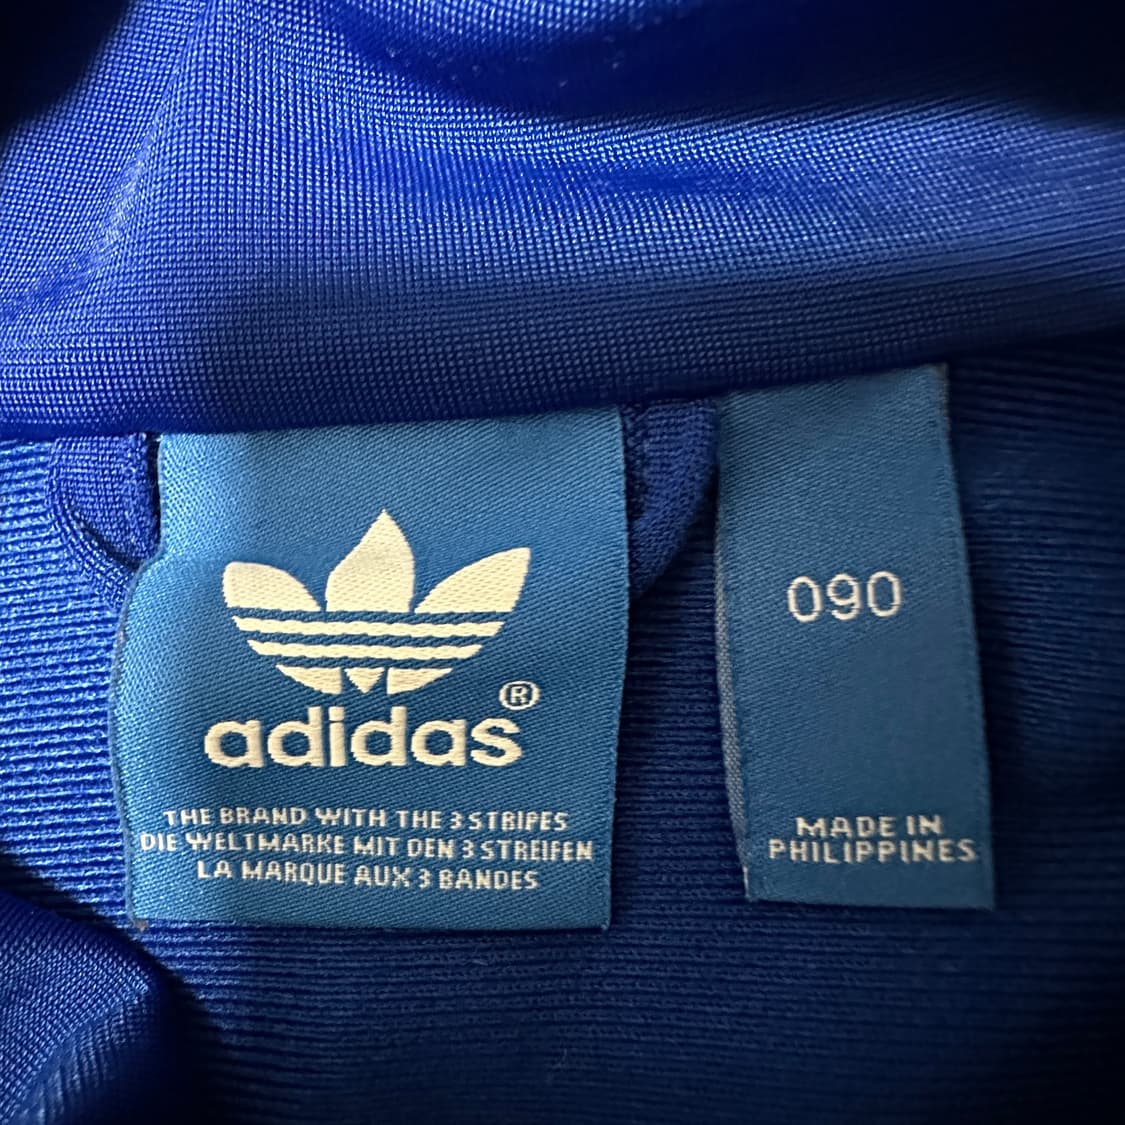 ®
adidas
THE BRAND WITH THE 3 STRIPES
DIE WELTMARKE MIT DEN 3 STREIFEN
LA MARQUE AUX 3 BANDES
090
MADE IN
PHILIPPINES